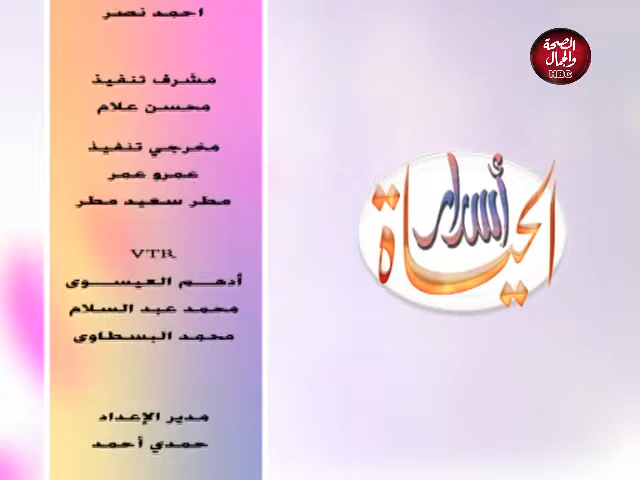 احمد نصر
مشرف تنفيذ
محسن علام
مخرجي تنفيذ
عمرو عمر
مطر سعيد مطر
VTR
أدهم العيسوى
محمد عبد السلام
محمد البسطاوى
مدير الإعداد
حمدي أحمد
الصحة
والجمال
HBC
أسرار
الحياة